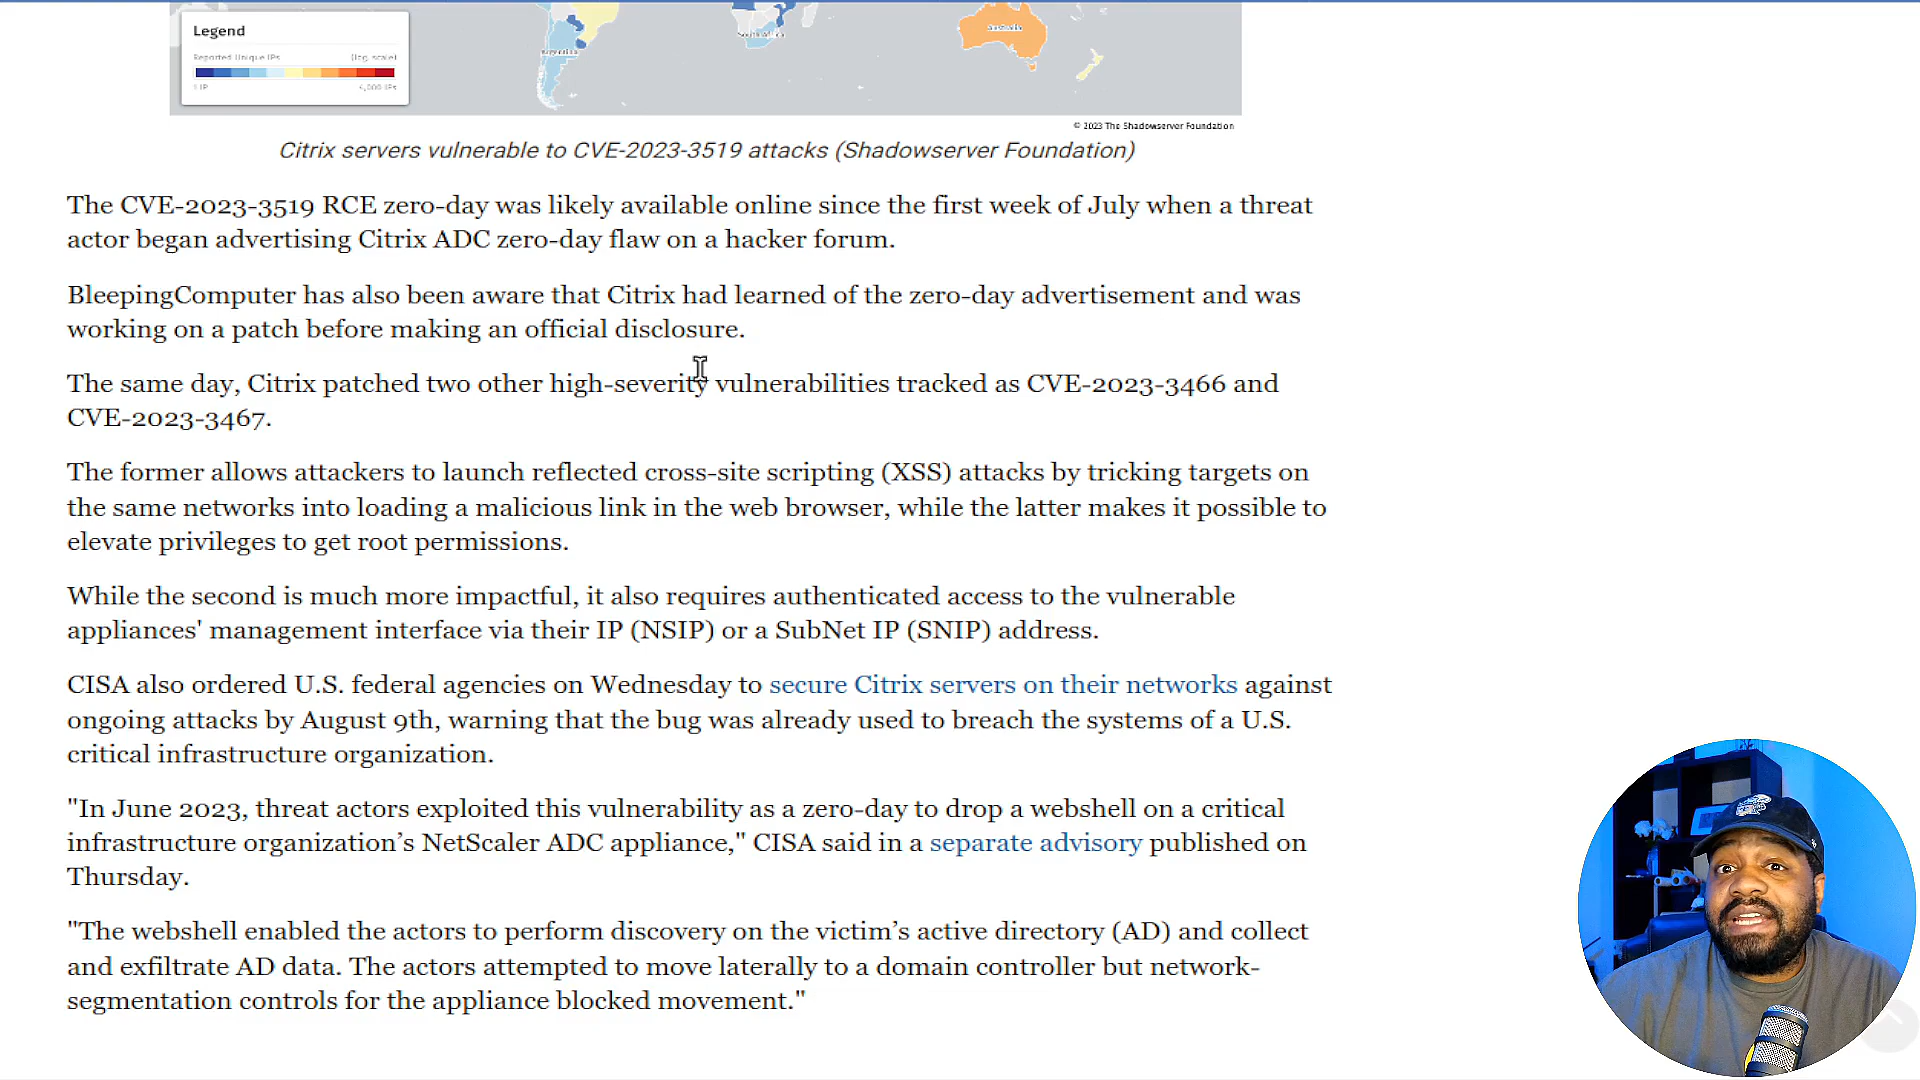 Legend
Reported Unique IPs (log scale)
1 IP
Argentina
South Africa
Australia
© 2023 The Shadowserver Foundation
Citrix servers vulnerable to CVE-2023-3519 attacks (Shadowserver Foundation)
The CVE-2023-3519 RCE zero-day was likely available online since the first week of July when a threat
actor began advertising Citrix ADC zero-day flaw on a hacker forum.
BleepingComputer has also been aware that Citrix had learned of the zero-day advertisement and was
working on a patch before making an official disclosure.
The same day, Citrix patched two other high-severity vulnerabilities tracked as CVE-2023-3466 and
CVE-2023-3467.
The former allows attackers to launch reflected cross-site scripting (XSS) attacks by tricking targets on
the same networks into loading a malicious link in the web browser, while the latter makes it possible to
elevate privileges to get root permissions.
While the second is much more impactful, it also requires authenticated access to the vulnerable
appliances' management interface via their IP (NSIP) or a SubNet IP (SNIP) address.
CISA also ordered U.S. federal agencies on Wednesday to secure Citrix servers on their networks against
ongoing attacks by August 9th, warning that the bug was already used to breach the systems of a U.S.
critical infrastructure organization.
"In June 2023, threat actors exploited this vulnerability as a zero-day to drop a webshell on a critical
infrastructure organization’s NetScaler ADC appliance," CISA said in a separate advisory published on
Thursday.
"The webshell enabled the actors to perform discovery on the victim’s active directory (AD) and collect
and exfiltrate AD data. The actors attempted to move laterally to a domain controller but network-
segmentation controls for the appliance blocked movement."